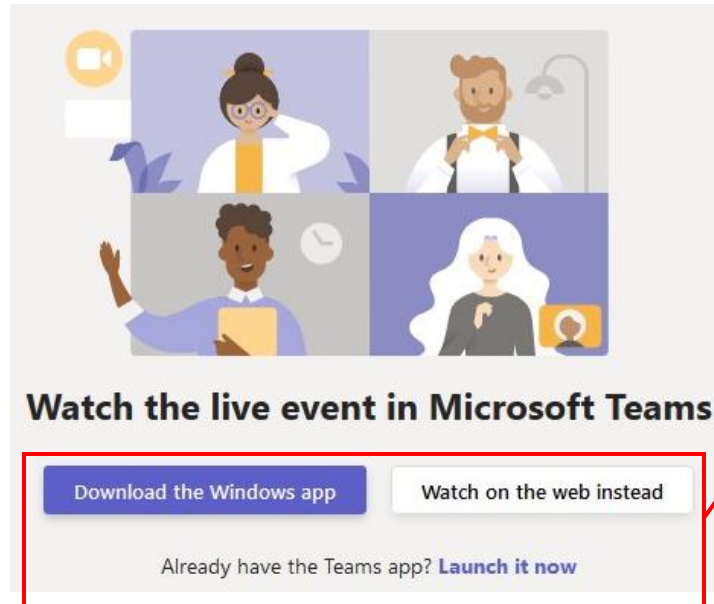 Watch the live event in Microsoft Teams
Download the Windows app
Watch on the web instead
Already have the Teams app? Launch it now